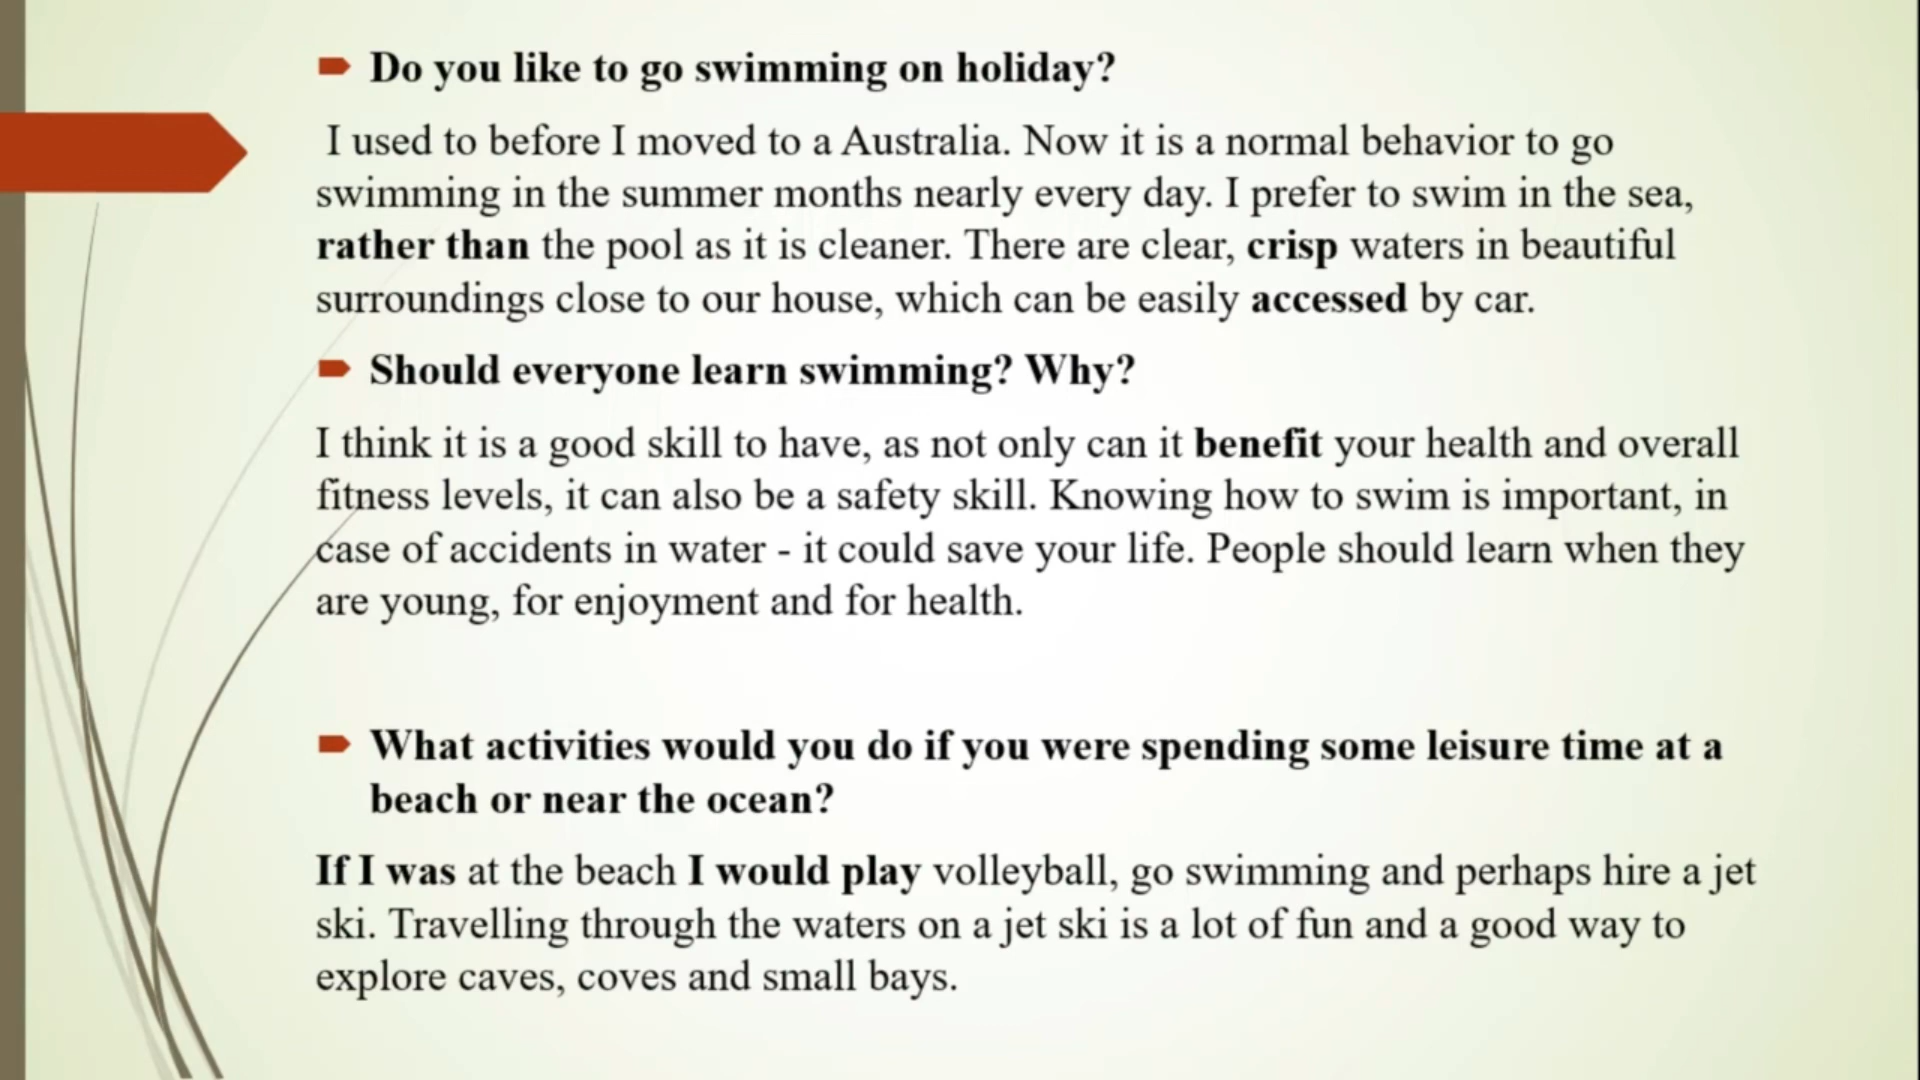 Do you like to go swimming on holiday?
I used to before I moved to a Australia. Now it is a normal behavior to go
swimming in the summer months nearly every day. I prefer to swim in the sea,
rather than the pool as it is cleaner. There are clear, crisp waters in beautiful
surroundings close to our house, which can be easily accessed by car.
Should everyone learn swimming? Why?
I think it is a good skill to have, as not only can it benefit your health and overall
fitness levels, it can also be a safety skill. Knowing how to swim is important, in
case of accidents in water - it could save your life. People should learn when they
are young, for enjoyment and for health.
What activities would you do if you were spending some leisure time at a
beach or near the ocean?
If I was at the beach I would play volleyball, go swimming and perhaps hire a jet
ski. Travelling through the waters on a jet ski is a lot of fun and a good way to
explore caves, coves and small bays.